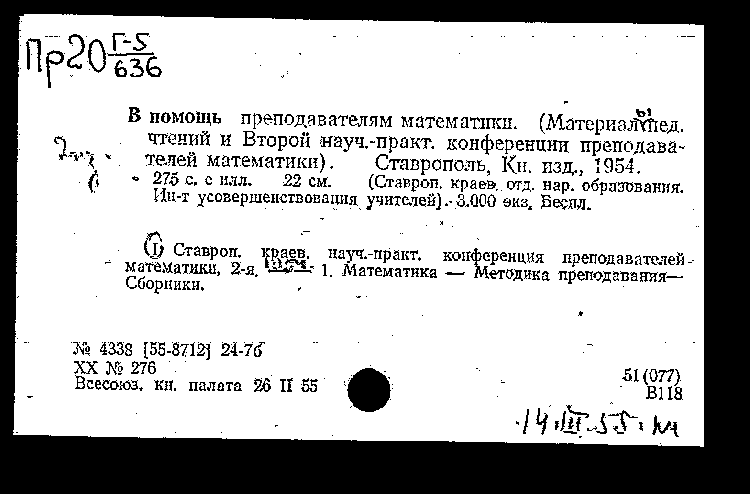 Пр20 Г-5/636
В помощь преподавателям математики. (Материалы пед.
чтений и Второй науч.-практ. конференции преподава-
телей математики). Ставрополь, Кн. изд., 1954.
275 с. с илл. 22 см. (Ставроп. краев. отд. нар. образования.
Ин-т усовершенствования учителей). 3.000 экз. Беспл.
I Ставроп. краев. науч.-практ. конференция преподавателей
математики, 2-я. 1. Математика — Методика преподавания—
Сборники.
№ 4338 [55-8712] 24-7б
XX № 276
Всесоюз. кн. палата 26 II 55
51(077)
В118
14.III.55.